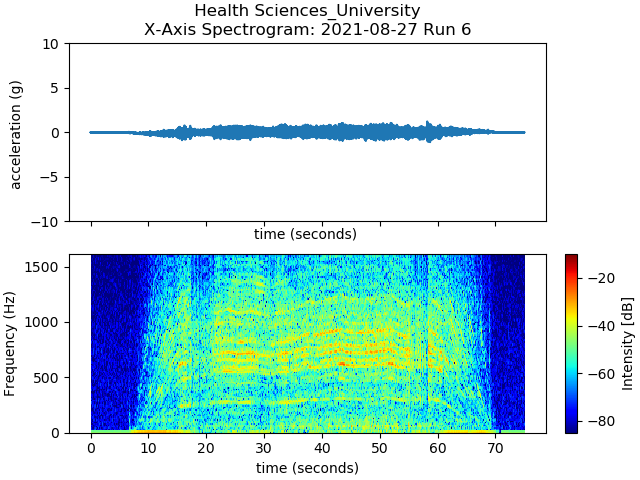 Health Sciences_University
X-Axis Spectrogram: 2021-08-27 Run 6
10
5
0
−5
−10
acceleration (g)
time (seconds)
1500
1000
500
0
Frequency (Hz)
0 10 20 30 40 50 60 70
time (seconds)
−20
−40
−60
−80
Intensity [dB]